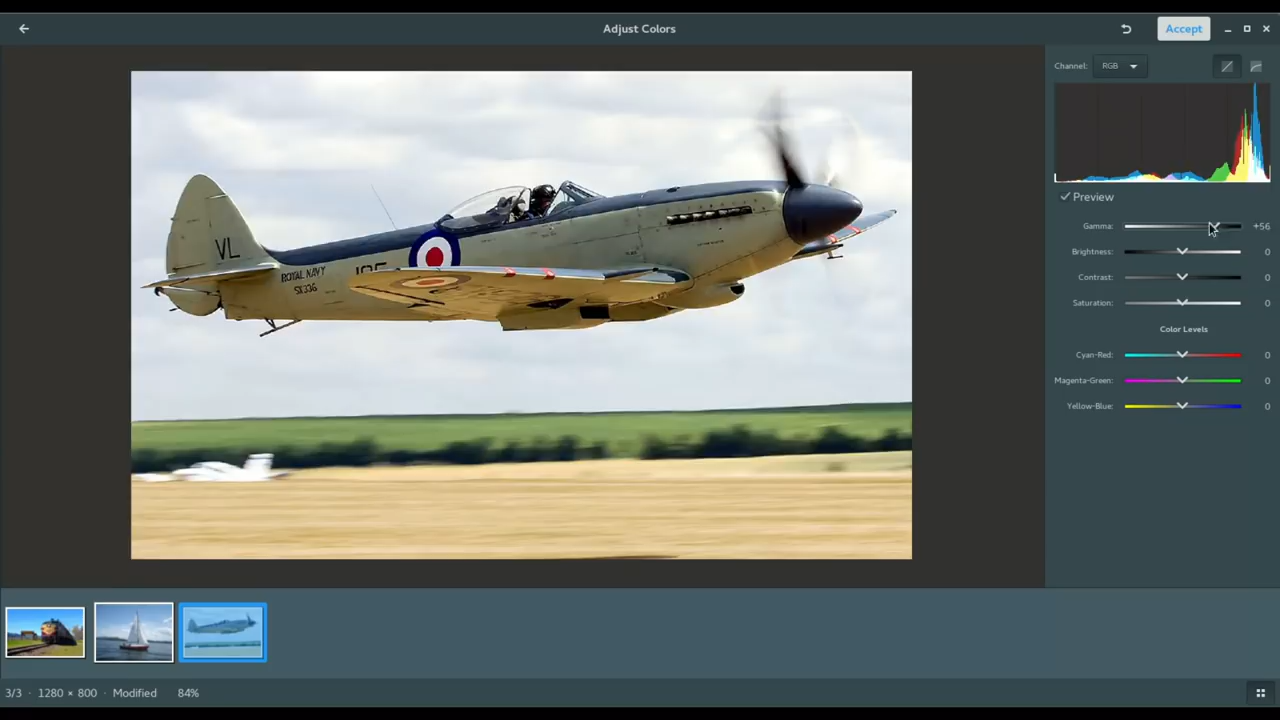 Adjust Colors
Accept
Channel: RGB
Preview
Gamma: +56
Brightness: 0
Contrast: 0
Saturation: 0
Color Levels
Cyan-Red: 0
Magenta-Green: 0
Yellow-Blue: 0
VL
ROYAL NAVY
SX336
105
3/3 · 1280 × 800 · Modified 84%